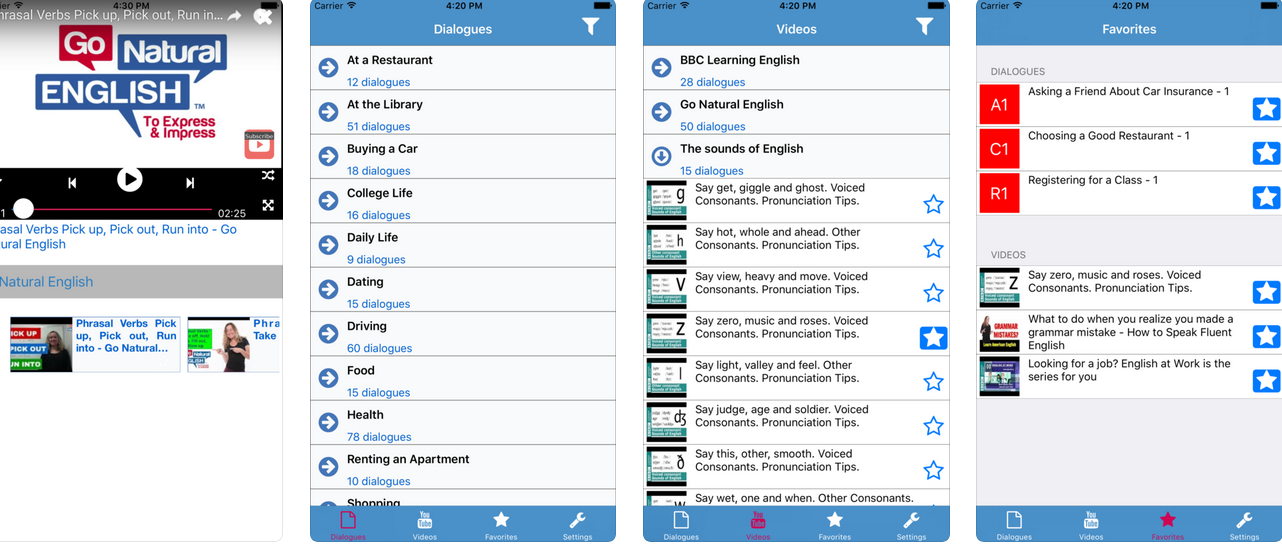 ier 4:30 PM
hrasal Verbs Pick up, Pick out, Run in...
Go
Natural
ENGLISH™
To Express
& Impress
Subscribe
1 02:25
asal Verbs Pick up, Pick out, Run into - Go
ural English
Natural English
ICK UP
PICK OUT
UN INTO
Phrasal Verbs Pick
up, Pick out, Run
into - Go Natural...
Phra
Take
Carrier 4:20 PM
Dialogues
At a Restaurant
12 dialogues
At the Library
51 dialogues
Buying a Car
18 dialogues
College Life
16 dialogues
Daily Life
9 dialogues
Dating
15 dialogues
Driving
60 dialogues
Food
15 dialogues
Health
78 dialogues
Renting an Apartment
10 dialogues
Shopping
Dialogues
You
Tube
Videos
Favorites
Settings
Carrier 4:20 PM
Videos
BBC Learning English
28 dialogues
Go Natural English
50 dialogues
The sounds of English
15 dialogues
g
Say get, giggle and ghost. Voiced
Consonants. Pronunciation Tips.
h
Say hot, whole and ahead. Other
Consonants. Pronunciation Tips.
v
Say view, heavy and move. Voiced
Consonants. Pronunciation Tips.
z
Say zero, music and roses. Voiced
Consonants. Pronunciation Tips.
l
Say light, valley and feel. Other
Consonants. Pronunciation Tips.
ʤ
Say judge, age and soldier. Voiced
Consonants. Pronunciation Tips.
ð
Say this, other, smooth. Voiced
Consonants. Pronunciation Tips.
w
Say wet, one and when. Other Consonants.
Dialogues
You
Tube
Videos
Favorites
Settings
Carrier 4:20 PM
Favorites
DIALOGUES
A1
Asking a Friend About Car Insurance - 1
C1
Choosing a Good Restaurant - 1
R1
Registering for a Class - 1
VIDEOS
z
Say zero, music and roses. Voiced
Consonants. Pronunciation Tips.
GRAMMAR
MISTAKES?
Learn American English
What to do when you realize you made a
grammar mistake - How to Speak Fluent
English
Looking for a job? English at Work is the
series for you
Dialogues
You
Tube
Videos
Favorites
Settings